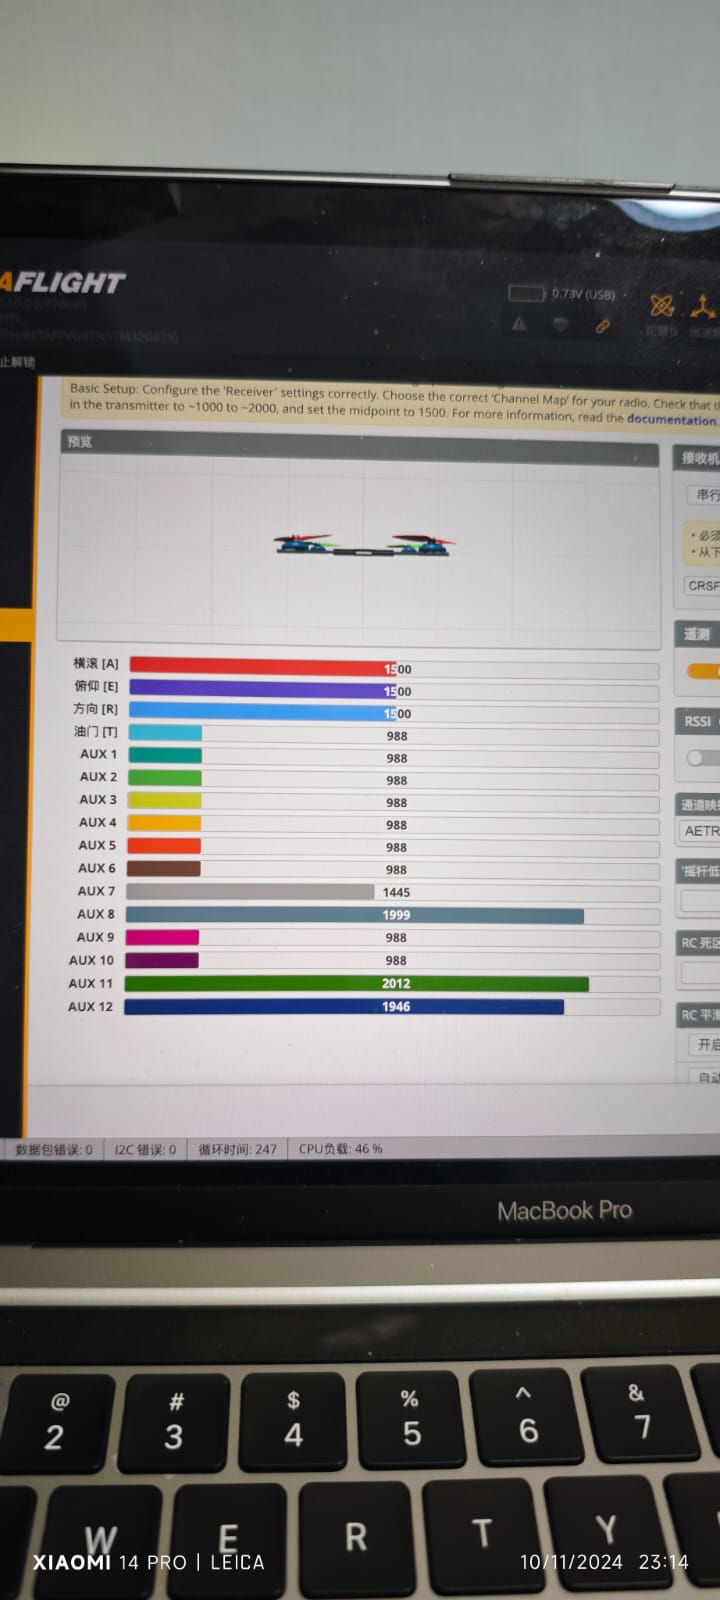 AFLIGHT
0.73V (USB)
止解锁
Basic Setup: Configure the 'Receiver' settings correctly. Choose the correct 'Channel Map' for your radio. Check that t
in the transmitter to ~1000 to ~2000, and set the midpoint to 1500. For more information, read the documentation.
预览
接收机
串行
• 必须
• 从下
CRSF
遥测
RSSI
通道映
AETR
'摇杆低
RC 死区
RC 平滑
开启
自动
横滚 [A] 1500
俯仰 [E] 1500
方向 [R] 1500
油门 [T] 988
AUX 1 988
AUX 2 988
AUX 3 988
AUX 4 988
AUX 5 988
AUX 6 988
AUX 7 1445
AUX 8 1999
AUX 9 988
AUX 10 988
AUX 11 2012
AUX 12 1946
数据包错误: 0 I2C 错误: 0 循环时间: 247 CPU负载: 46 %
MacBook Pro
@ # $ % ^ &
2 3 4 5 6 7
W E R T Y
XIAOMI 14 PRO | LEICA
10/11/2024 23:14